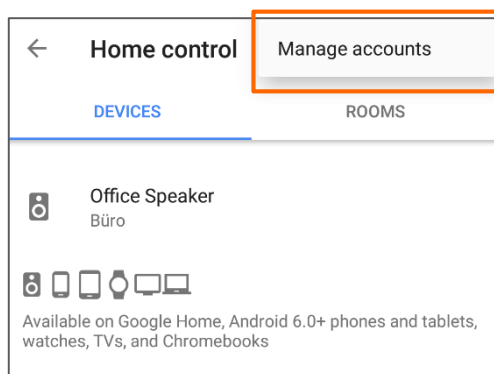 Home control
Manage accounts
DEVICES
ROOMS
Office Speaker
Büro
Available on Google Home, Android 6.0+ phones and tablets,
watches, TVs, and Chromebooks